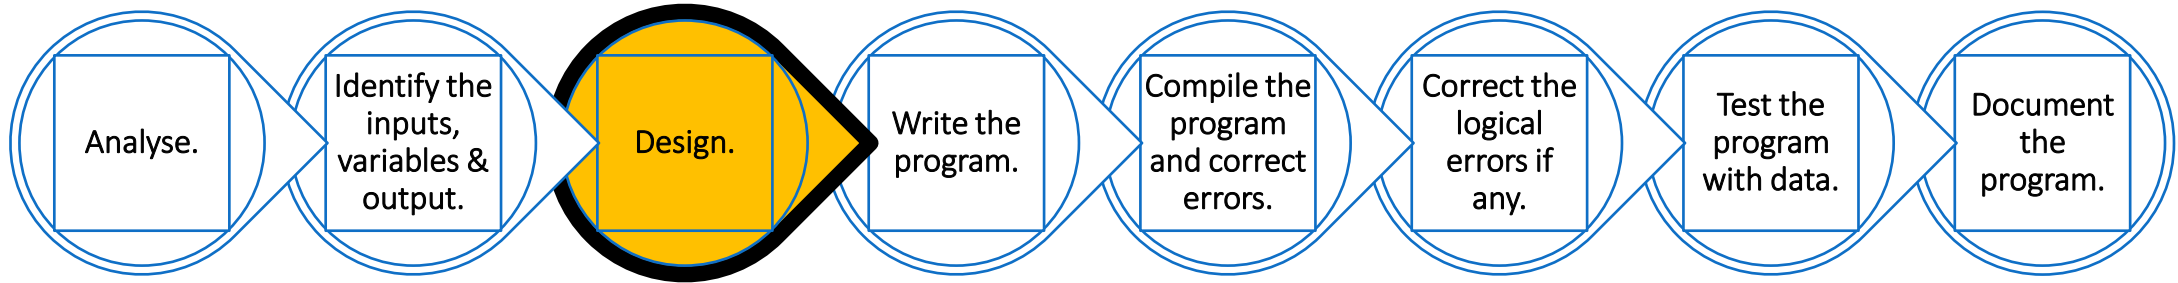 Analyse.
Identify the
inputs,
variables &
output.
Design.
Write the
program.
Compile the
program
and correct
errors.
Correct the
logical
errors if
any.
Test the
program
with data.
Document
the
program.